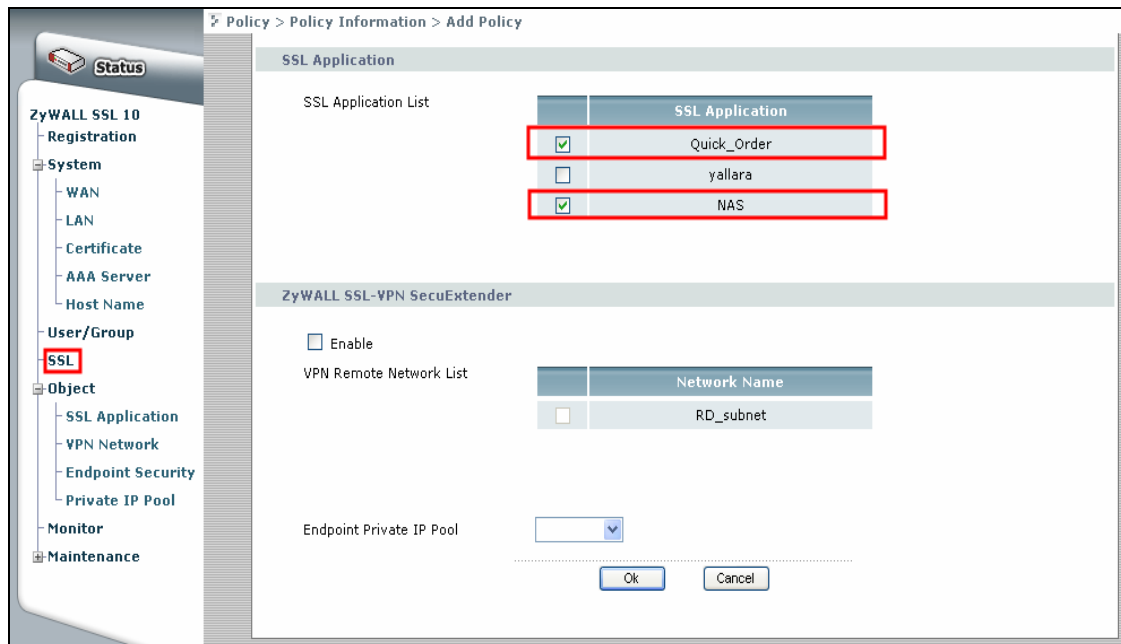 Policy > Policy Information > Add Policy
Status
ZyWALL SSL 10
Registration
System
WAN
LAN
Certificate
AAA Server
Host Name
User/Group
SSL
Object
SSL Application
VPN Network
Endpoint Security
Private IP Pool
Monitor
Maintenance
SSL Application
SSL Application List
SSL Application
Quick_Order
yallara
NAS
ZyWALL SSL-VPN SecuExtender
Enable
VPN Remote Network List
Network Name
RD_subnet
Endpoint Private IP Pool
Ok
Cancel